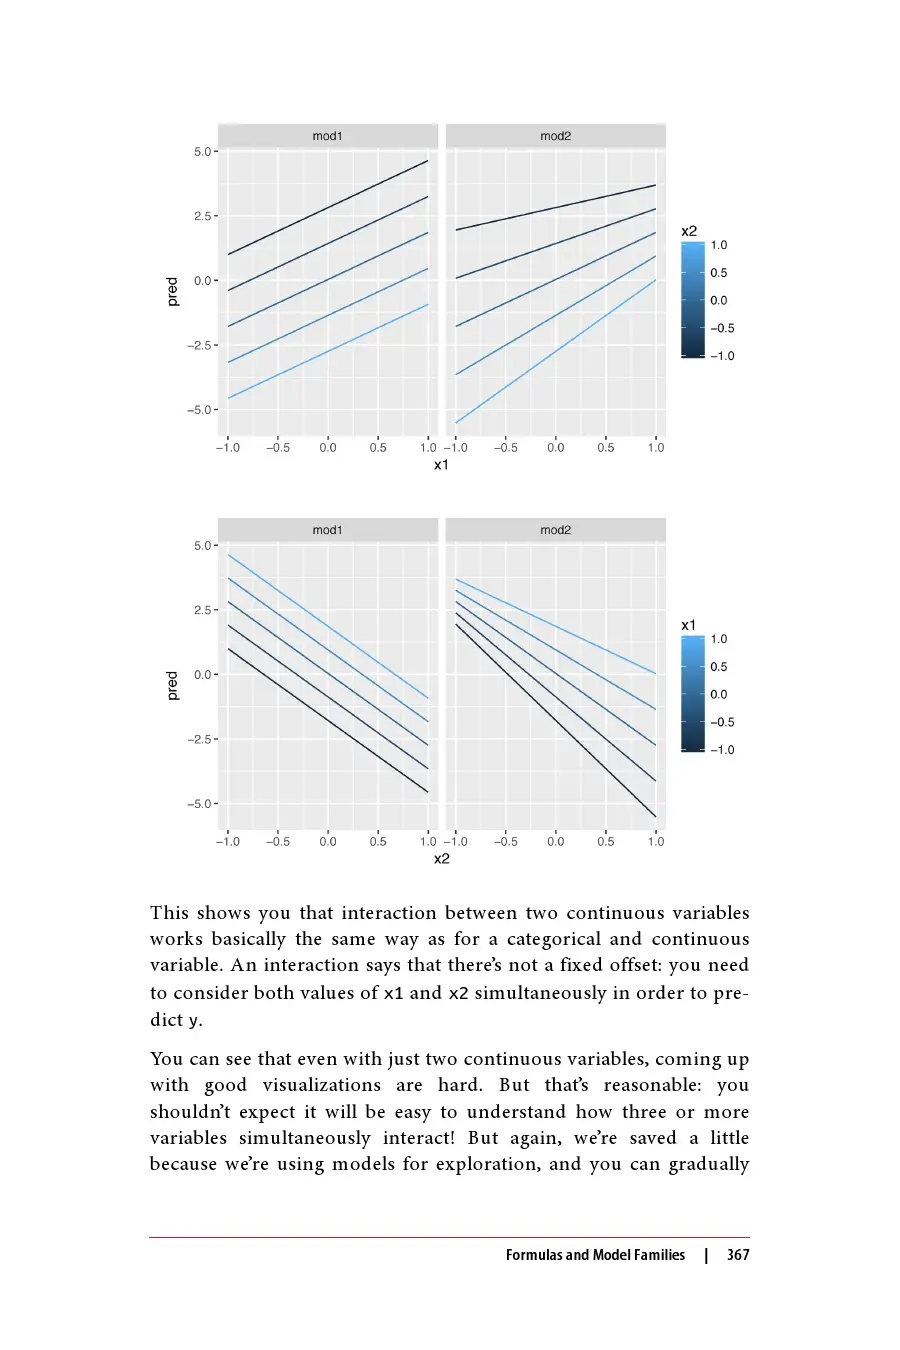 mod1 mod2
5.0
2.5
0.0
−2.5
−5.0
pred
−1.0 −0.5 0.0 0.5 1.0 −1.0 −0.5 0.0 0.5 1.0
x1
x2
1.0
0.5
0.0
−0.5
−1.0
mod1 mod2
5.0
2.5
0.0
−2.5
−5.0
pred
−1.0 −0.5 0.0 0.5 1.0 −1.0 −0.5 0.0 0.5 1.0
x2
x1
1.0
0.5
0.0
−0.5
−1.0
This shows you that interaction between two continuous variables
works basically the same way as for a categorical and continuous
variable. An interaction says that there’s not a fixed offset: you need
to consider both values of x1 and x2 simultaneously in order to pre-
dict y.
You can see that even with just two continuous variables, coming up
with good visualizations are hard. But that’s reasonable: you
shouldn’t expect it will be easy to understand how three or more
variables simultaneously interact! But again, we’re saved a little
because we’re using models for exploration, and you can gradually
Formulas and Model Families | 367